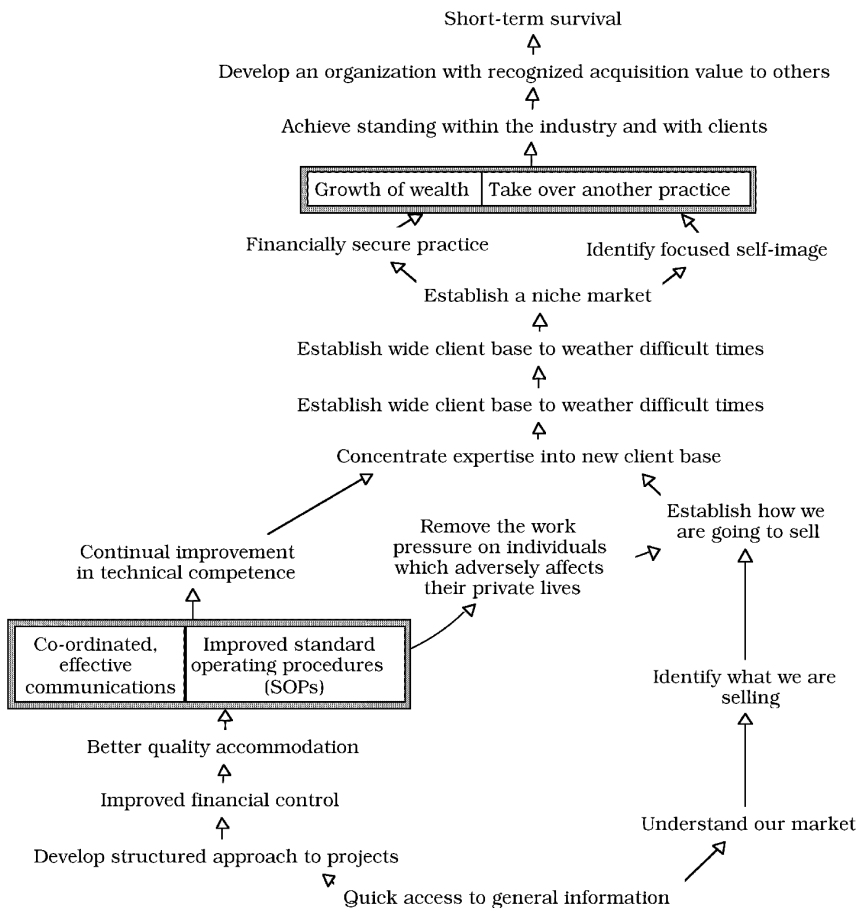 Short-term survival
Develop an organization with recognized acquisition value to others
Achieve standing within the industry and with clients
Growth of wealth
Take over another practice
Financially secure practice
Identify focused self-image
Establish a niche market
Establish wide client base to weather difficult times
Establish wide client base to weather difficult times
Concentrate expertise into new client base
Continual improvement
in technical competence
Remove the work
pressure on individuals
which adversely affects
their private lives
Establish how we
are going to sell
Co-ordinated,
effective
communications
Improved standard
operating procedures
(SOPs)
Identify what we are
selling
Better quality accommodation
Improved financial control
Understand our market
Develop structured approach to projects
Quick access to general information